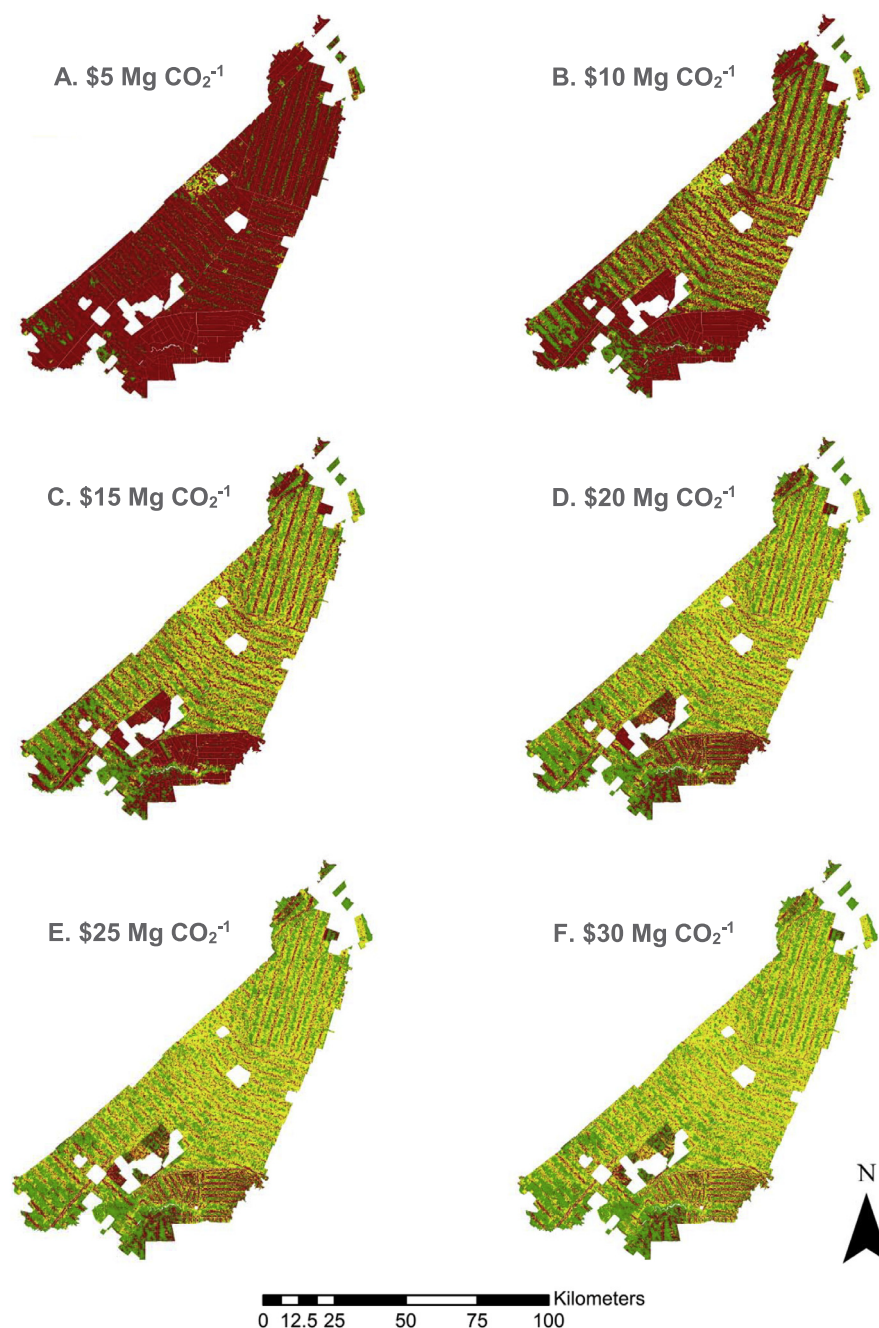 A. $5 Mg CO₂⁻¹
B. $10 Mg CO₂⁻¹
C. $15 Mg CO₂⁻¹
D. $20 Mg CO₂⁻¹
E. $25 Mg CO₂⁻¹
F. $30 Mg CO₂⁻¹
N
Kilometers
0 12.5 25 50 75 100